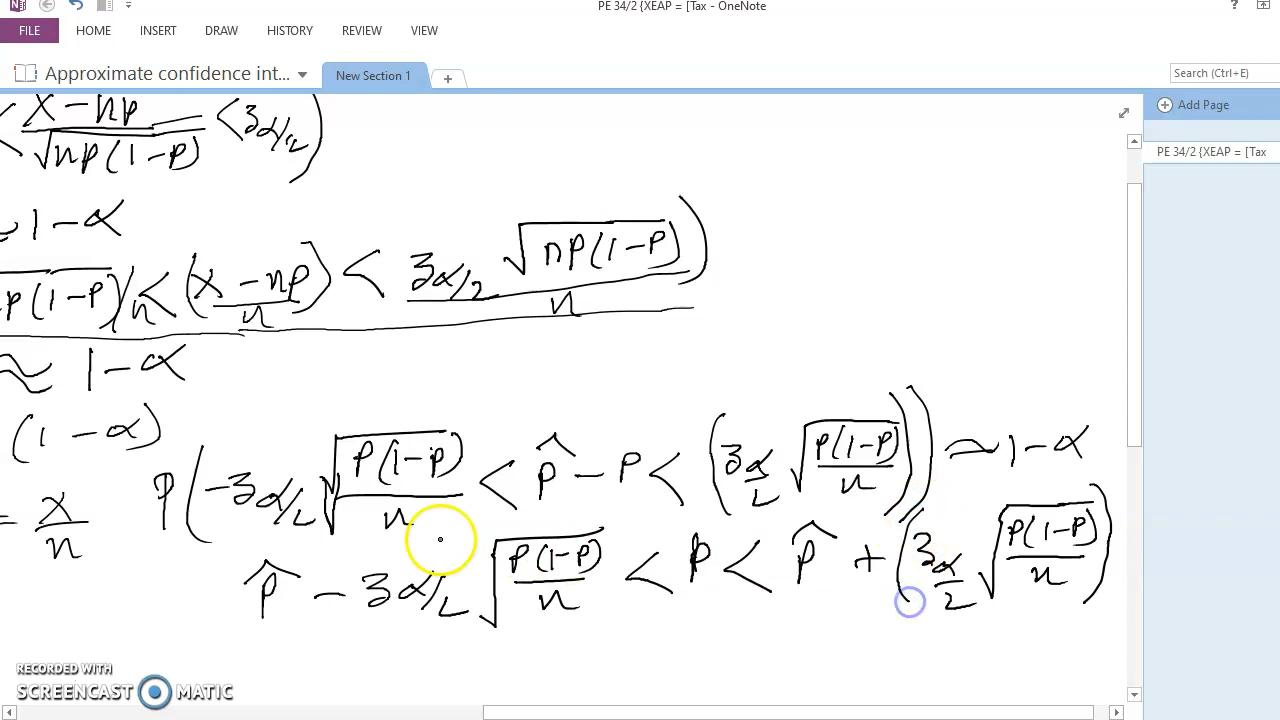 PE 34/2 {XEAP = [Tax - OneNote
FILE HOME INSERT DRAW HISTORY REVIEW VIEW
Approximate confidence int... New Section 1 Search (Ctrl+E)
Add Page
PE 34/2 {XEAP = [Tax
< (X - np)/√(np(1-p)) < z α/2 )
≈ 1 - α
p(1-p)/n < (X - np)/n < z α/2 √(np(1-p))/n )
≈ 1 - α
(1 - α)
P( -z α/2 √(p(1-p)/n) < p̂ - p < (z α/2 √(p(1-p)/n)) ) ≈ 1 - α
= X/n
p̂ - z α/2 √(p(1-p)/n) < p < p̂ + (z α/2 √(p(1-p)/n))
RECORDED WITH
SCREENCAST MATIC